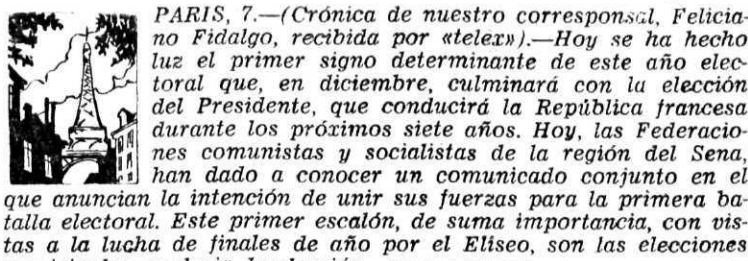 PARIS, 7.—(Crónica de nuestro corresponsal, Felicia-
no Fidalgo, recibida por «telex»).—Hoy se ha hecho
luz el primer signo determinante de este año elec-
toral que, en diciembre, culminará con la elección
del Presidente, que conducirá la República francesa
durante los próximos siete años. Hoy, las Federacio-
nes comunistas y socialistas de la región del Sena,
han dado a conocer un comunicado conjunto en el
que anuncian la intención de unir sus fuerzas para la primera ba-
talla electoral. Este primer escalón, de suma importancia, con vis-
tas a la lucha de finales de año por el Elíseo, son las elecciones